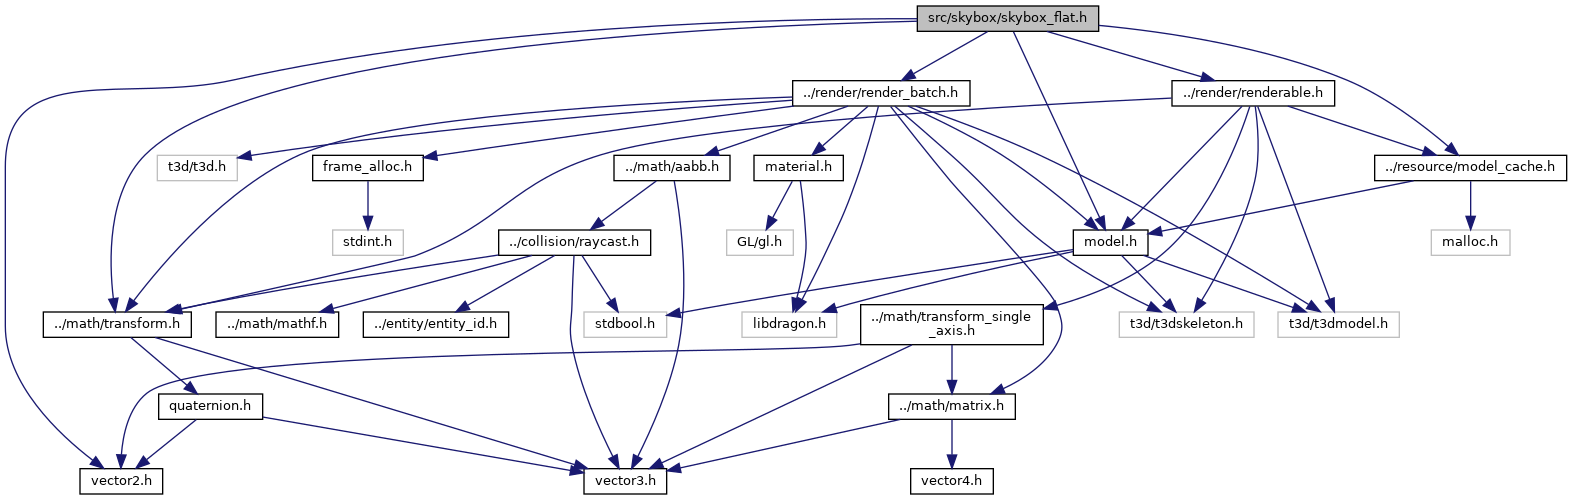 src/skybox/skybox_flat.h
../render/render_batch.h
../render/renderable.h
t3d/t3d.h
frame_alloc.h
../math/aabb.h
material.h
../resource/model_cache.h
stdint.h
../collision/raycast.h
GL/gl.h
model.h
malloc.h
../math/transform.h
../math/mathf.h
../entity/entity_id.h
stdbool.h
libdragon.h
../math/transform_single
_axis.h
t3d/t3dskeleton.h
t3d/t3dmodel.h
quaternion.h
../math/matrix.h
vector2.h
vector3.h
vector4.h